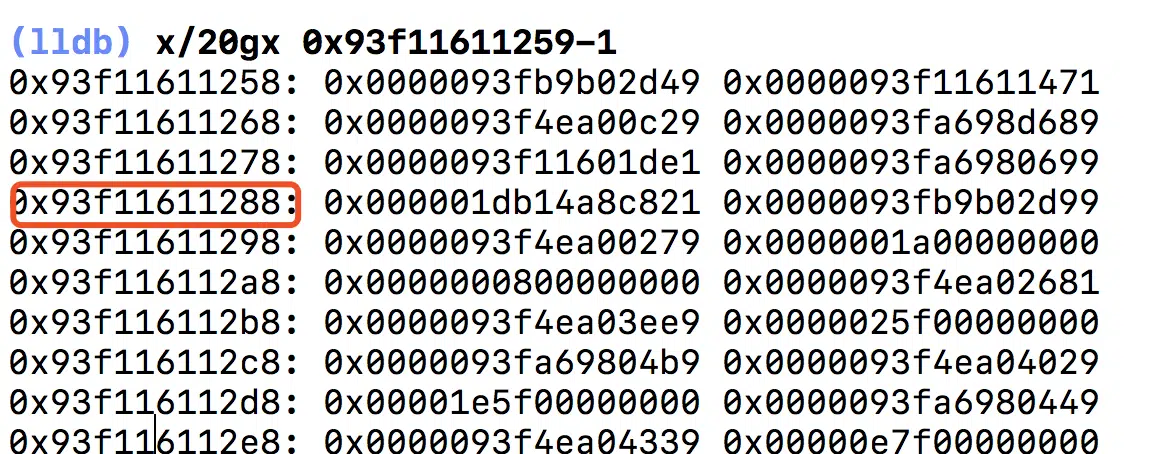 (lldb) x/20gx 0x93f11611259-1
0x93f11611258: 0x0000093fb9b02d49 0x0000093f11611471
0x93f11611268: 0x0000093f4ea00c29 0x0000093fa698d689
0x93f11611278: 0x0000093f11601de1 0x0000093fa6980699
0x93f11611288: 0x000001db14a8c821 0x0000093fb9b02d99
0x93f11611298: 0x0000093f4ea00279 0x0000001a00000000
0x93f116112a8: 0x0000000800000000 0x0000093f4ea02681
0x93f116112b8: 0x0000093f4ea03ee9 0x0000025f00000000
0x93f116112c8: 0x0000093fa69804b9 0x0000093f4ea04029
0x93f116112d8: 0x00001e5f00000000 0x0000093fa6980449
0x93f116112e8: 0x0000093f4ea04339 0x00000e7f00000000